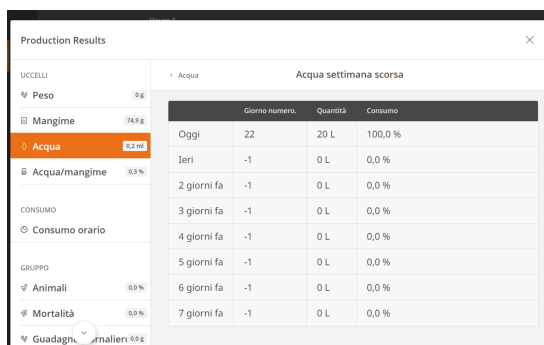 House 1
Production Results
UCCELLI
Peso 0 g
Mangime 74,9 g
Acqua 0,2 ml
Acqua/mangime 0,3 %
CONSUMO
Consumo orario
GRUPPO
Animali 0,0 %
Mortalità 0,0 %
0,0 g
‹ Acqua
Acqua settimana scorsa
Giorno numero. Quantità Consumo
Oggi 22 20 L 100,0 %
Ieri -1 0 L 0,0 %
2 giorni fa -1 0 L 0,0 %
3 giorni fa -1 0 L 0,0 %
4 giorni fa -1 0 L 0,0 %
5 giorni fa -1 0 L 0,0 %
6 giorni fa -1 0 L 0,0 %
7 giorni fa -1 0 L 0,0 %